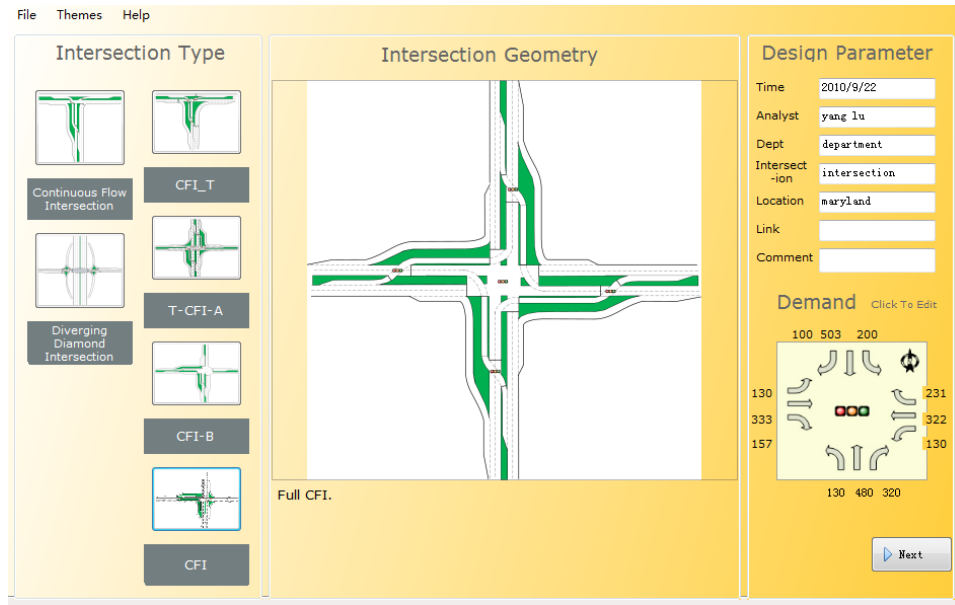 File Themes Help
Intersection Type
CFI_T
Continuous Flow
Intersection
T-CFI-A
Diverging
Diamond
Intersection
CFI-B
CFI
Intersection Geometry
Full CFI.
Design Parameter
Time 2010/9/22
Analyst yang lu
Dept department
Intersect
-ion intersection
Location maryland
Link
Comment
Demand Click To Edit
100 503 200
130 231
333 322
157 130
130 480 320
Next